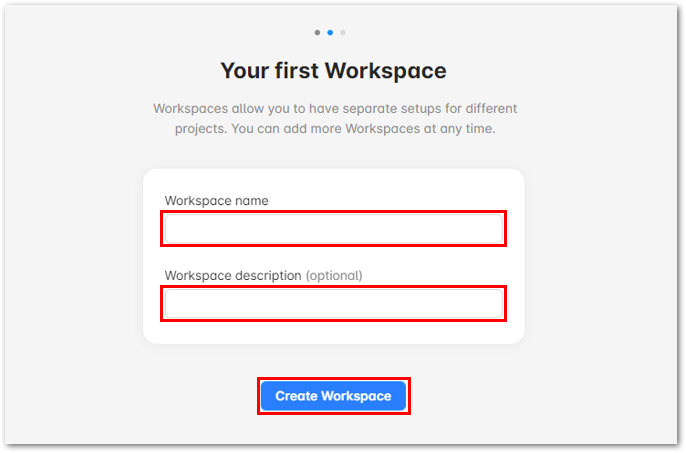 Your first Workspace
Workspaces allow you to have separate setups for different
projects. You can add more Workspaces at any time.
Workspace name
Workspace description (optional)
Create Workspace